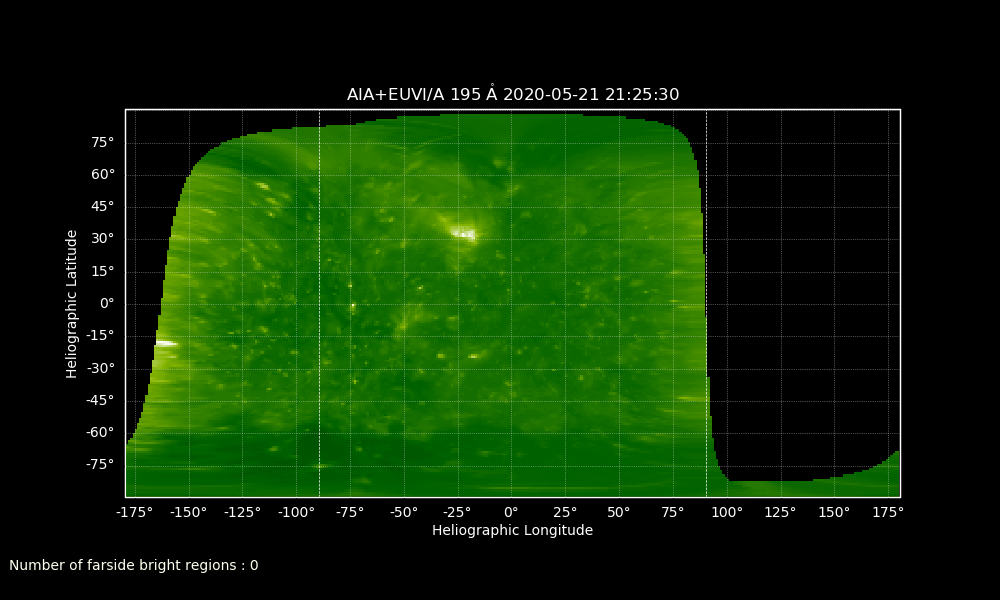 AIA+EUVI/A 195 Å 2020-05-21 21:25:30
75°
60°
45°
30°
15°
0°
-15°
-30°
-45°
-60°
-75°
Heliographic Latitude
-175° -150° -125° -100° -75° -50° -25° 0° 25° 50° 75° 100° 125° 150° 175°
Heliographic Longitude
Number of farside bright regions : 0